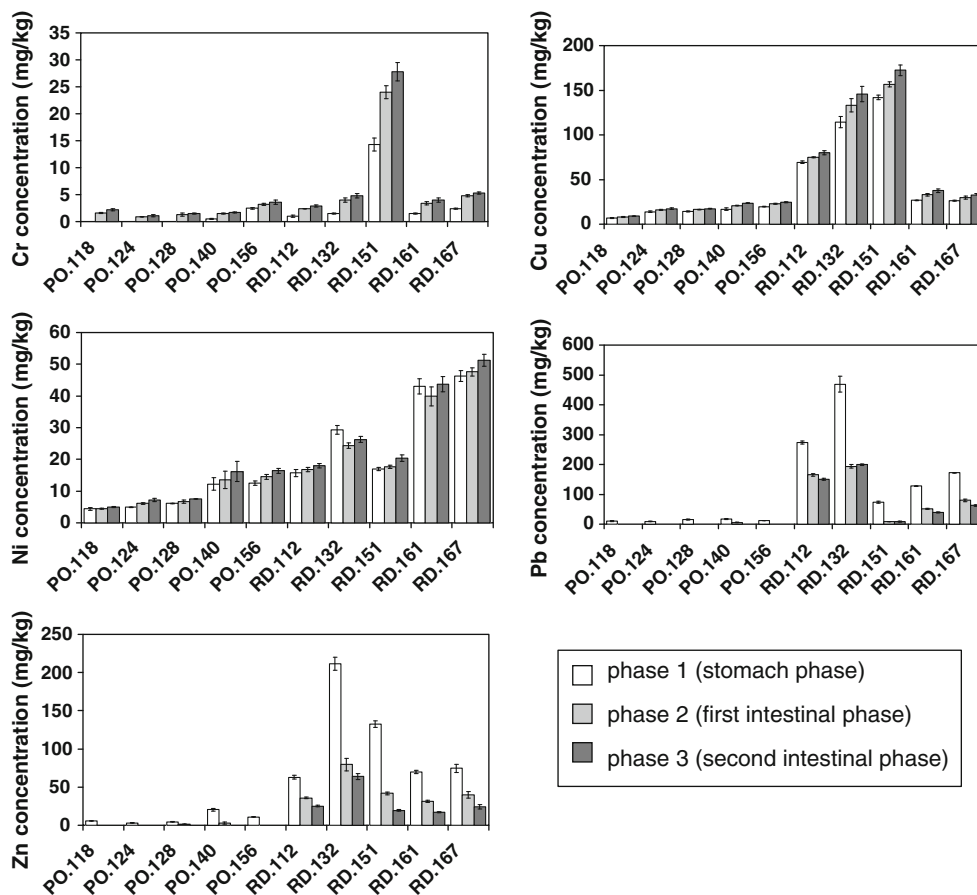 Cr concentration (mg/kg)
35
30
25
20
15
10
5
0
PO.118
PO.124
PO.128
PO.140
PO.156
RD.112
RD.132
RD.151
RD.161
RD.167
Cu concentration (mg/kg)
200
150
100
50
0
PO.118
PO.124
PO.128
PO.140
PO.156
RD.112
RD.132
RD.151
RD.161
RD.167
Ni concentration (mg/kg)
60
50
40
30
20
10
0
PO.118
PO.124
PO.128
PO.140
PO.156
RD.112
RD.132
RD.151
RD.161
RD.167
Pb concentration (mg/kg)
600
500
400
300
200
100
0
PO.118
PO.124
PO.128
PO.140
PO.156
RD.112
RD.132
RD.151
RD.161
RD.167
Zn concentration (mg/kg)
250
200
150
100
50
0
PO.118
PO.124
PO.128
PO.140
PO.156
RD.112
RD.132
RD.151
RD.161
RD.167
phase 1 (stomach phase)
phase 2 (first intestinal phase)
phase 3 (second intestinal phase)